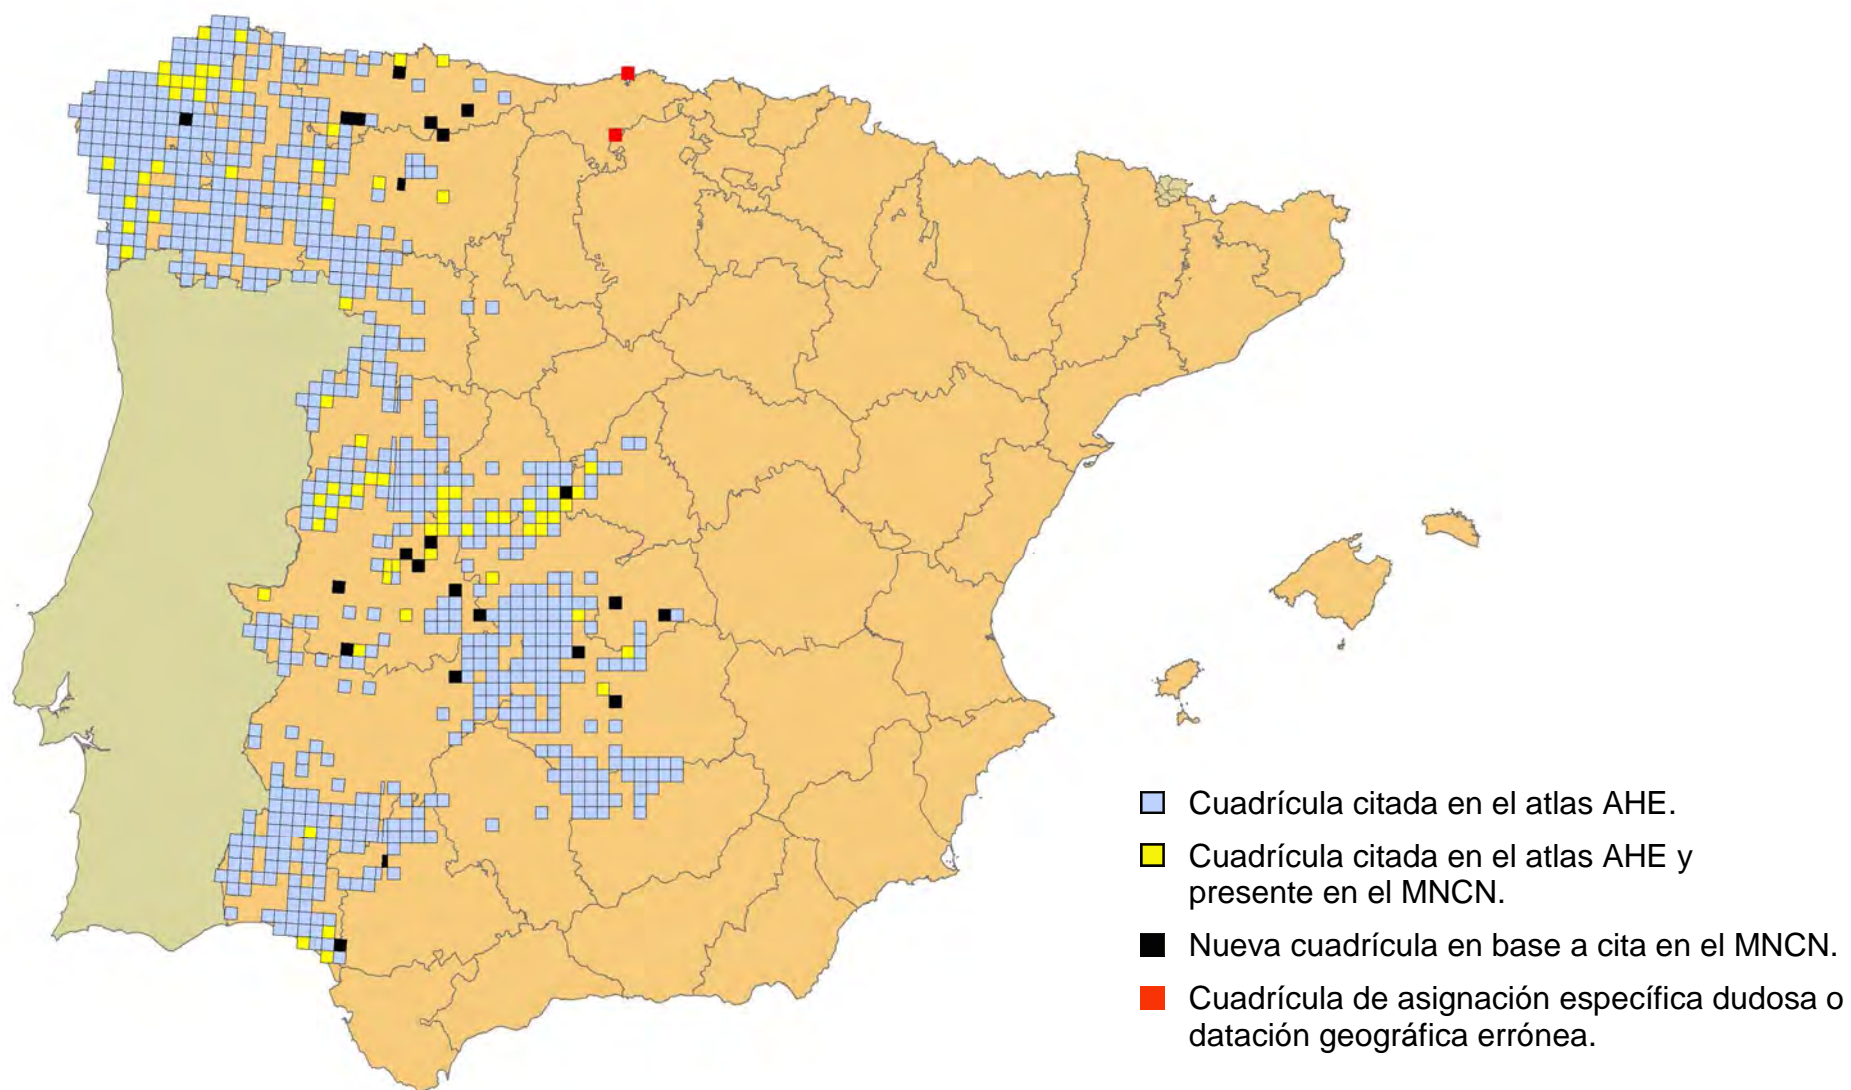 Cuadrícula citada en el atlas AHE.
Cuadrícula citada en el atlas AHE y
presente en el MNCN.
Nueva cuadrícula en base a cita en el MNCN.
Cuadrícula de asignación específica dudosa o
datación geográfica errónea.